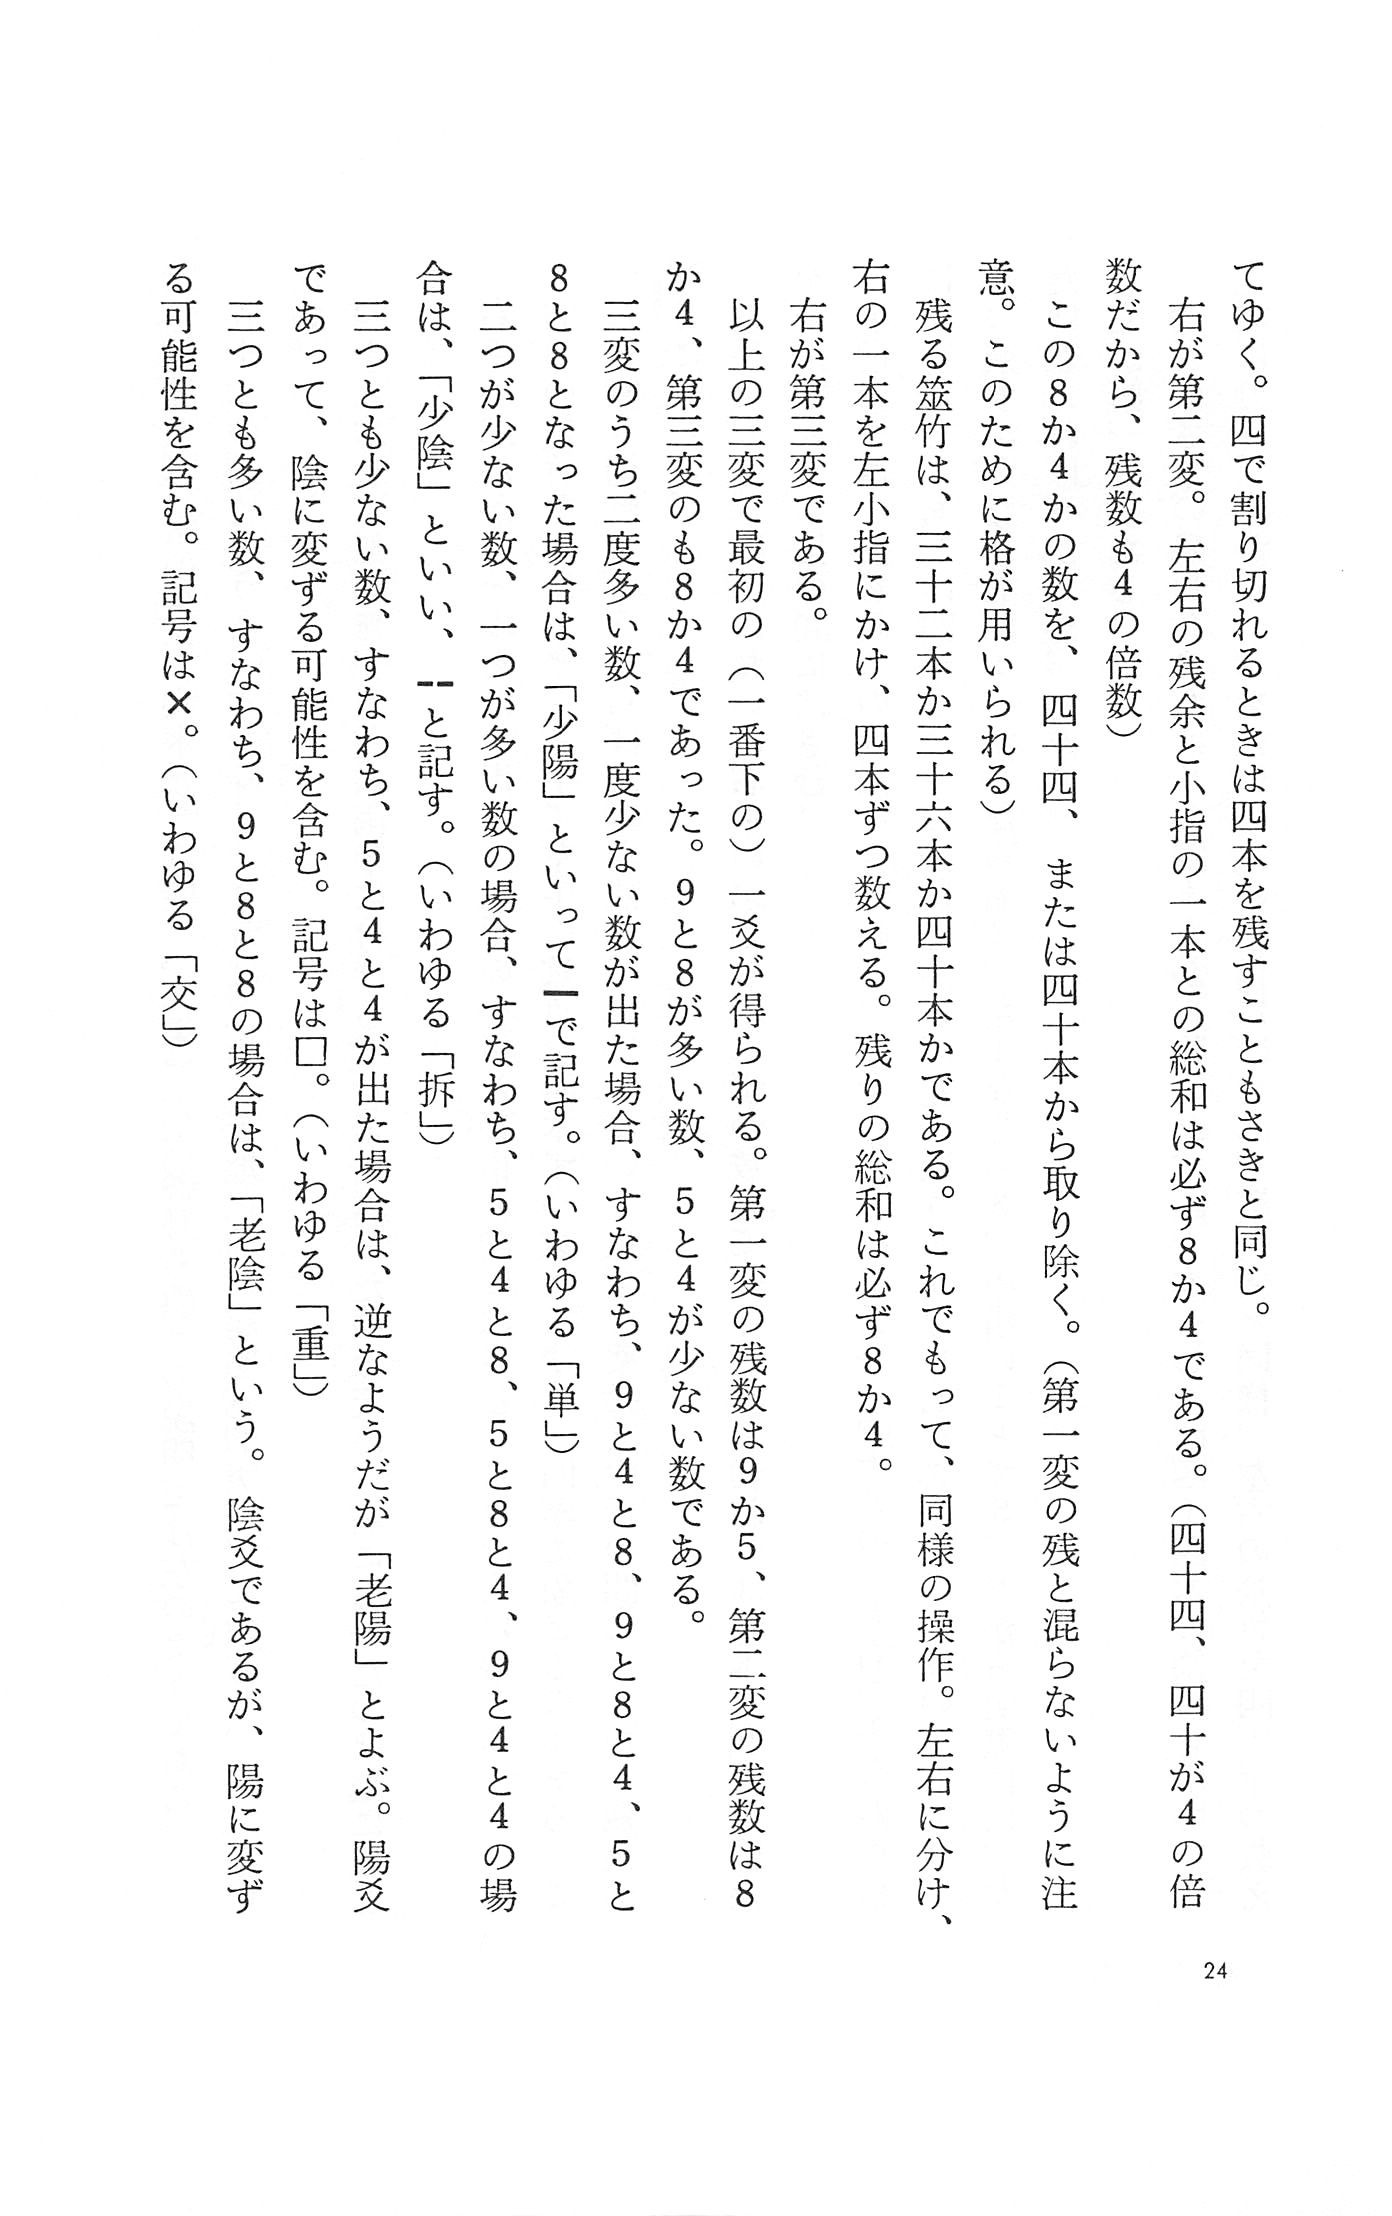 てゆく。四で割り切れるときは四本を残すこともさきと同じ。
　右が第二変。左右の残余と小指の一本との総和は必ず8か4である。（四十四、四十が4の倍
数だから、残数も4の倍数）
　この8か4かの数を、四十四、または四十本から取り除く。（第一変の残と混らないように注
意。このために格が用いられる）
　残る筮竹は、三十二本か三十六本か四十本かである。これでもって、同様の操作。左右に分け、
右の一本を左小指にかけ、四本ずつ数える。残りの総和は必ず8か4。
　右が第三変である。
　以上の三変で最初の（一番下の）一爻が得られる。第一変の残数は9か5、第二変の残数は8
か4、第三変のも8か4であった。9と8が多い数、5と4が少ない数である。
　三変のうち二度多い数、一度少ない数が出た場合、すなわち、9と4と8、9と8と4、5と
8と8となった場合は、「少陽」といって⚊で記す。（いわゆる「単」）
　二つが少ない数、一つが多い数の場合、すなわち、5と4と8、5と8と4、9と4と4の場
合は、「少陰」といい、⚋と記す。（いわゆる「拆」）
　三つとも少ない数、すなわち、5と4と4が出た場合は、逆なようだが「老陽」とよぶ。陽爻
であって、陰に変ずる可能性を含む。記号は□。（いわゆる「重」）
　三つとも多い数、すなわち、9と8と8の場合は、「老陰」という。陰爻であるが、陽に変ず
る可能性を含む。記号は×。（いわゆる「交」）
24